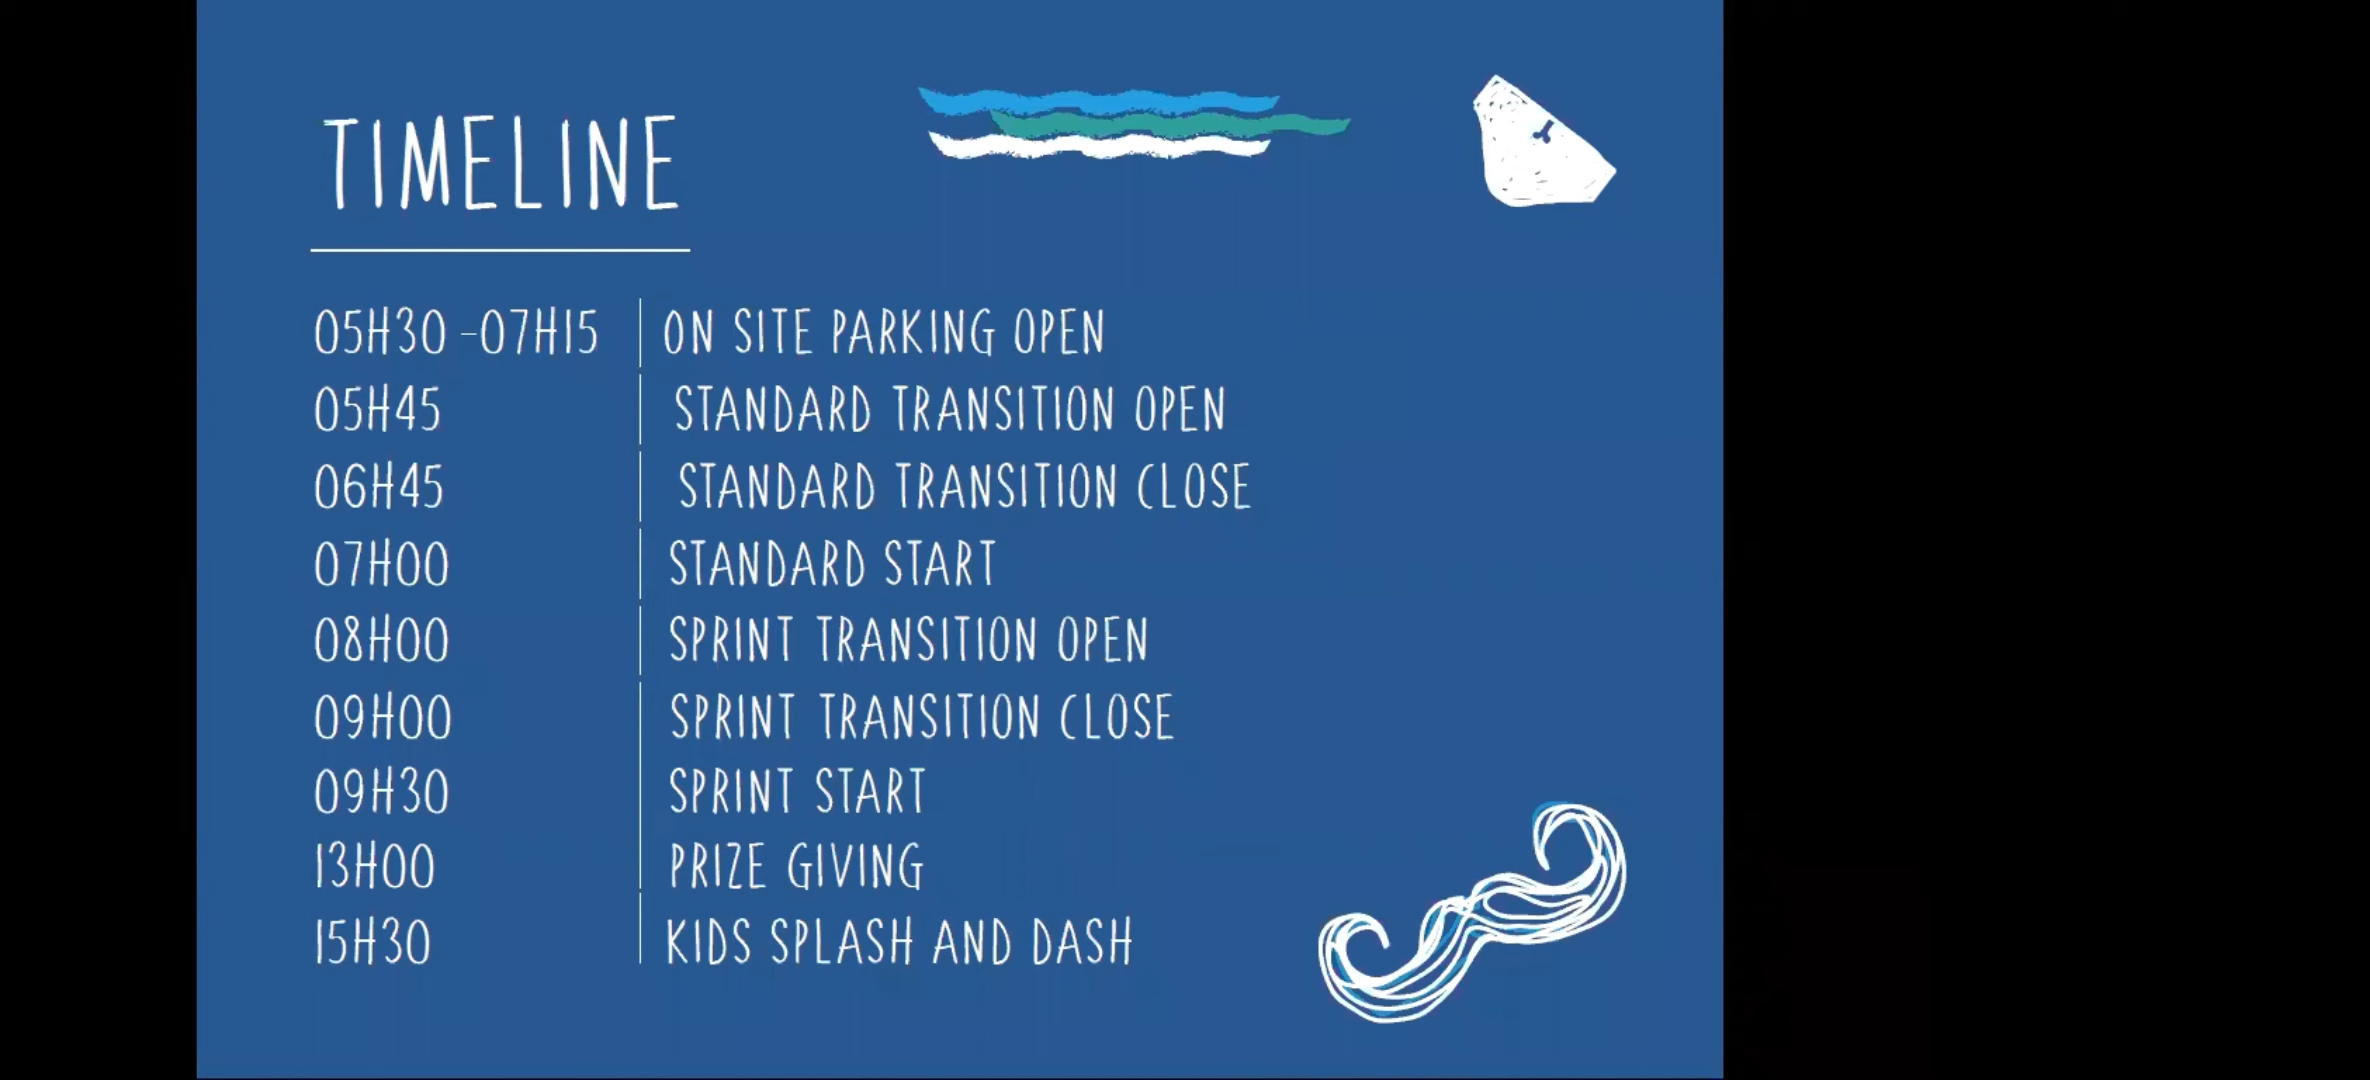 TIMELINE
05H30 -07H15 ON SITE PARKING OPEN
05H45 STANDARD TRANSITION OPEN
06H45 STANDARD TRANSITION CLOSE
07H00 STANDARD START
08H00 SPRINT TRANSITION OPEN
09H00 SPRINT TRANSITION CLOSE
09H30 SPRINT START
13H00 PRIZE GIVING
15H30 KIDS SPLASH AND DASH